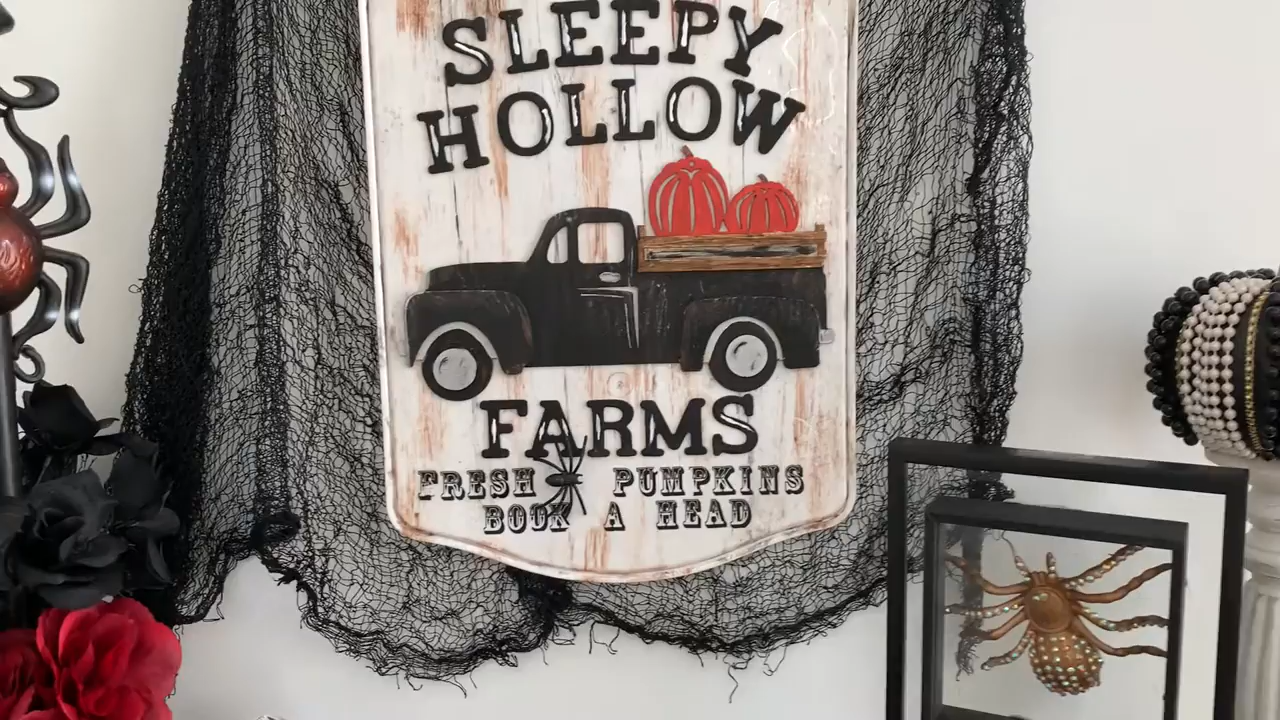 SLEEPY
HOLLOW
FARMS
FRESH PUMPKINS
BOOK A HEAD